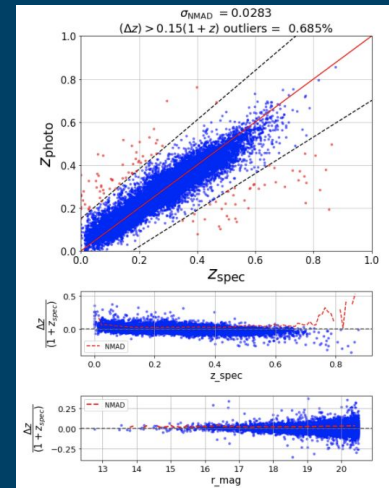 σNMAD = 0.0283
(Δz) > 0.15(1 + z) outliers = 0.685%
1.0
0.8
0.6
0.4
0.2
0.0
Zphoto
0.0 0.2 0.4 0.6 0.8 1.0
Zspec
0.5
0.0
Δz
(1 + zspec)
NMAD
0.0 0.2 0.4 0.6 0.8
z_spec
0.25
0.00
−0.25
Δz
(1 + zspec)
NMAD
13 14 15 16 17 18 19 20
r_mag